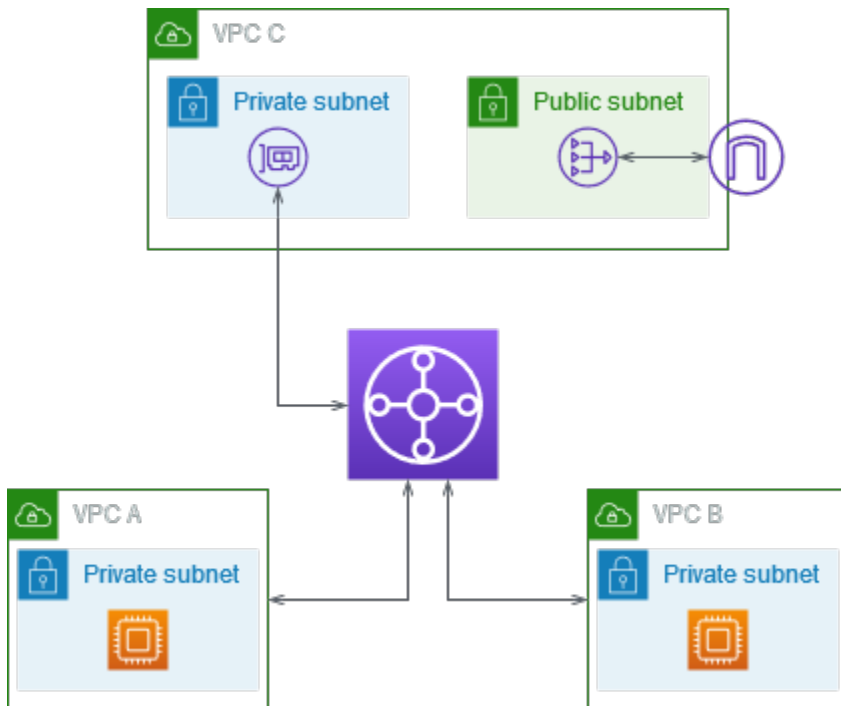 VPC C
Private subnet
Public subnet
VPC A
VPC B
Private subnet
Private subnet